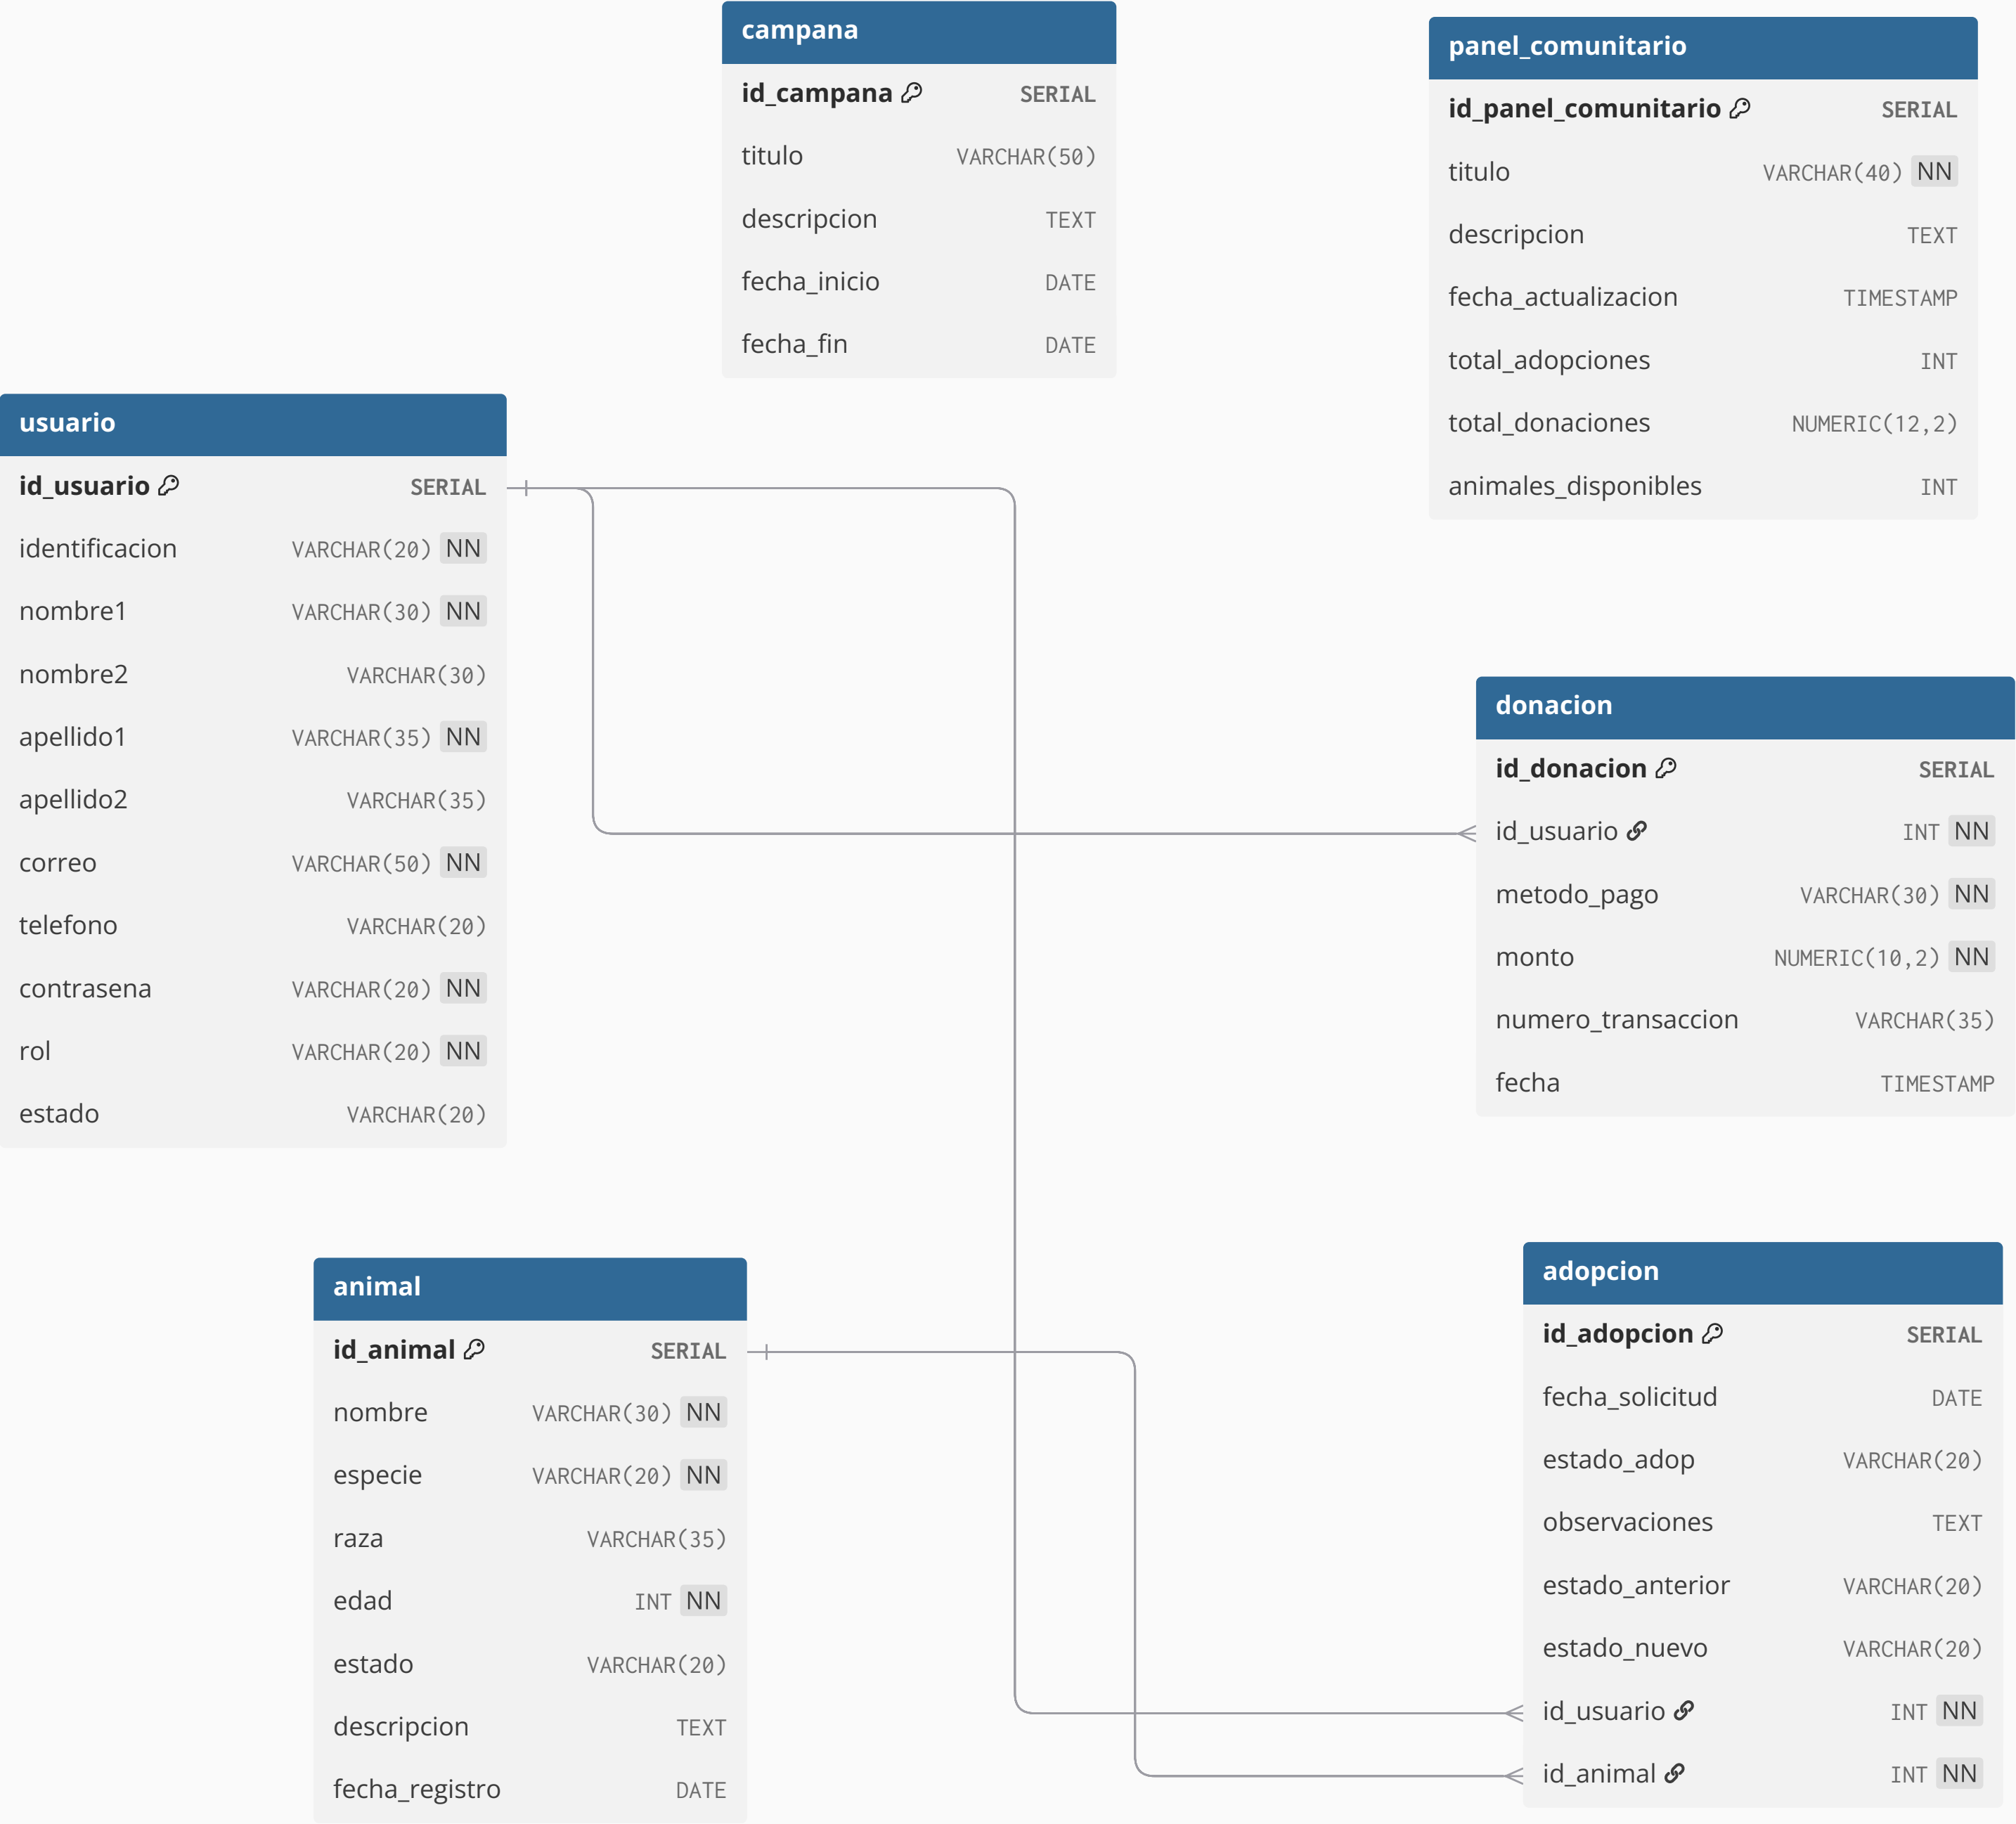 campana
id_campana SERIAL
titulo VARCHAR(50)
descripcion TEXT
fecha_inicio DATE
fecha_fin DATE
panel_comunitario
id_panel_comunitario SERIAL
titulo VARCHAR(40) NN
descripcion TEXT
fecha_actualizacion TIMESTAMP
total_adopciones INT
total_donaciones NUMERIC(12,2)
animales_disponibles INT
usuario
id_usuario SERIAL
identificacion VARCHAR(20) NN
nombre1 VARCHAR(30) NN
nombre2 VARCHAR(30)
apellido1 VARCHAR(35) NN
apellido2 VARCHAR(35)
correo VARCHAR(50) NN
telefono VARCHAR(20)
contrasena VARCHAR(20) NN
rol VARCHAR(20) NN
estado VARCHAR(20)
donacion
id_donacion SERIAL
id_usuario INT NN
metodo_pago VARCHAR(30) NN
monto NUMERIC(10,2) NN
numero_transaccion VARCHAR(35)
fecha TIMESTAMP
animal
id_animal SERIAL
nombre VARCHAR(30) NN
especie VARCHAR(20) NN
raza VARCHAR(35)
edad INT NN
estado VARCHAR(20)
descripcion TEXT
fecha_registro DATE
adopcion
id_adopcion SERIAL
fecha_solicitud DATE
estado_adop VARCHAR(20)
observaciones TEXT
estado_anterior VARCHAR(20)
estado_nuevo VARCHAR(20)
id_usuario INT NN
id_animal INT NN